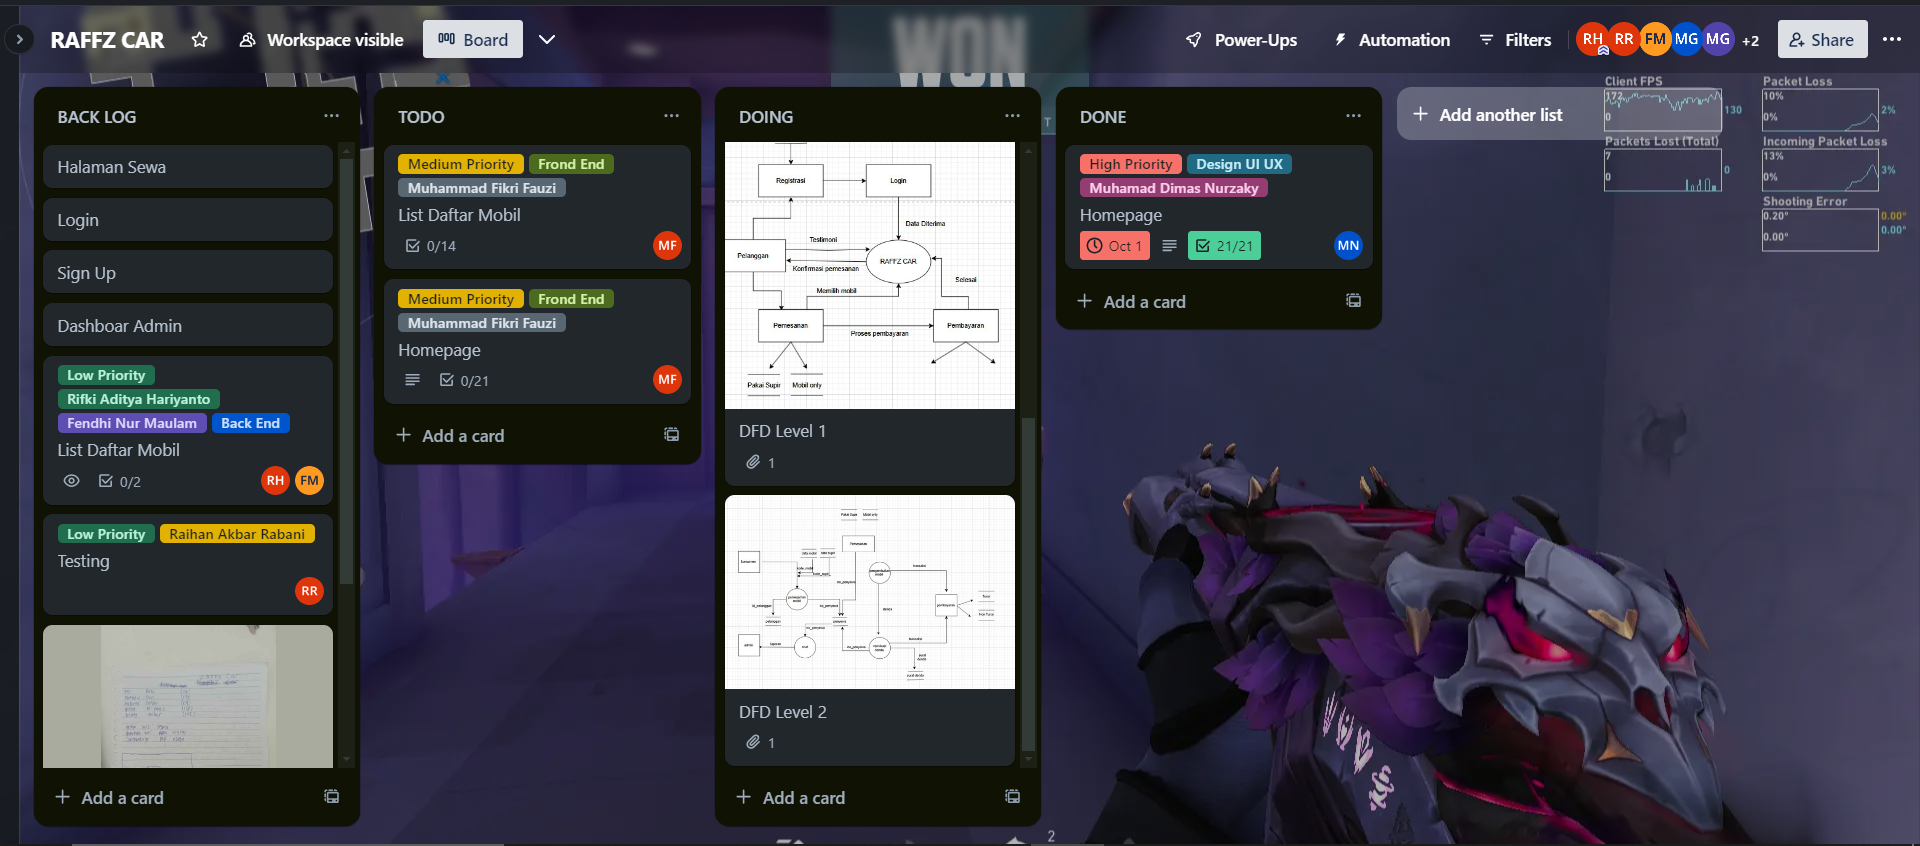 RAFFZ CAR
Workspace visible
Board
Power-Ups
Automation
Filters
RH
RR
FM
MG
MG
+2
Share
WON
BACK LOG
Halaman Sewa
Login
Sign Up
Dashboar Admin
Low Priority
Rifki Aditya Hariyanto
Fendhi Nur Maulam
Back End
List Daftar Mobil
0/2
RH
FM
Low Priority
Raihan Akbar Rabani
Testing
RR
Add a card
TODO
Medium Priority
Frond End
Muhammad Fikri Fauzi
List Daftar Mobil
0/14
MF
Medium Priority
Frond End
Muhammad Fikri Fauzi
Homepage
0/21
MF
Add a card
DOING
Registrasi
Login
Data Diterima
Testimoni
Pelanggan
RAFFZ CAR
Konfirmasi pemesanan
Selesai
Memilih mobil
Pemesanan
Pembayaran
Proses pembayaran
Pakai Supir
Mobil only
DFD Level 1
1
DFD Level 2
1
Add a card
DONE
High Priority
Design UI UX
Muhamad Dimas Nurzaky
Homepage
Oct 1
21/21
MN
Add a card
Add another list
Client FPS
172
0
130
Packet Loss
10%
0%
2%
Packets Lost (Total)
7
0
0
Incoming Packet Loss
13%
0%
3%
Shooting Error
0.20°
0.00°
0.00°
0.00°
2